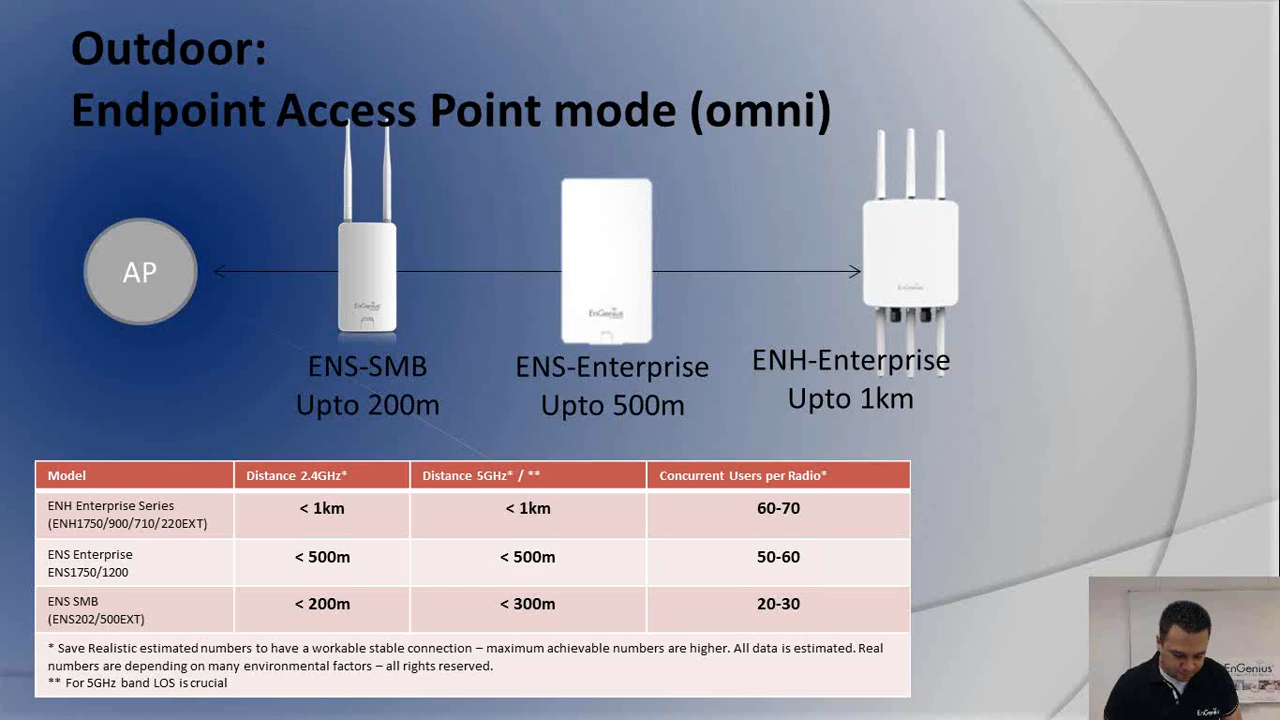 Outdoor:
Endpoint Access Point mode (omni)
AP
EnGenius
EnGenius
EnGenius
ENS-SMB
Upto 200m
ENS-Enterprise
Upto 500m
ENH-Enterprise
Upto 1km
Model
Distance 2.4GHz*
Distance 5GHz* / **
Concurrent Users per Radio*
ENH Enterprise Series
(ENH1750/900/710/220EXT)
< 1km
< 1km
60-70
ENS Enterprise
ENS1750/1200
< 500m
< 500m
50-60
ENS SMB
(ENS202/500EXT)
< 200m
< 300m
20-30
* Save Realistic estimated numbers to have a workable stable connection – maximum achievable numbers are higher. All data is estimated. Real
numbers are depending on many environmental factors – all rights reserved.
** For 5GHz band LOS is crucial
EnGenius
EnGenius